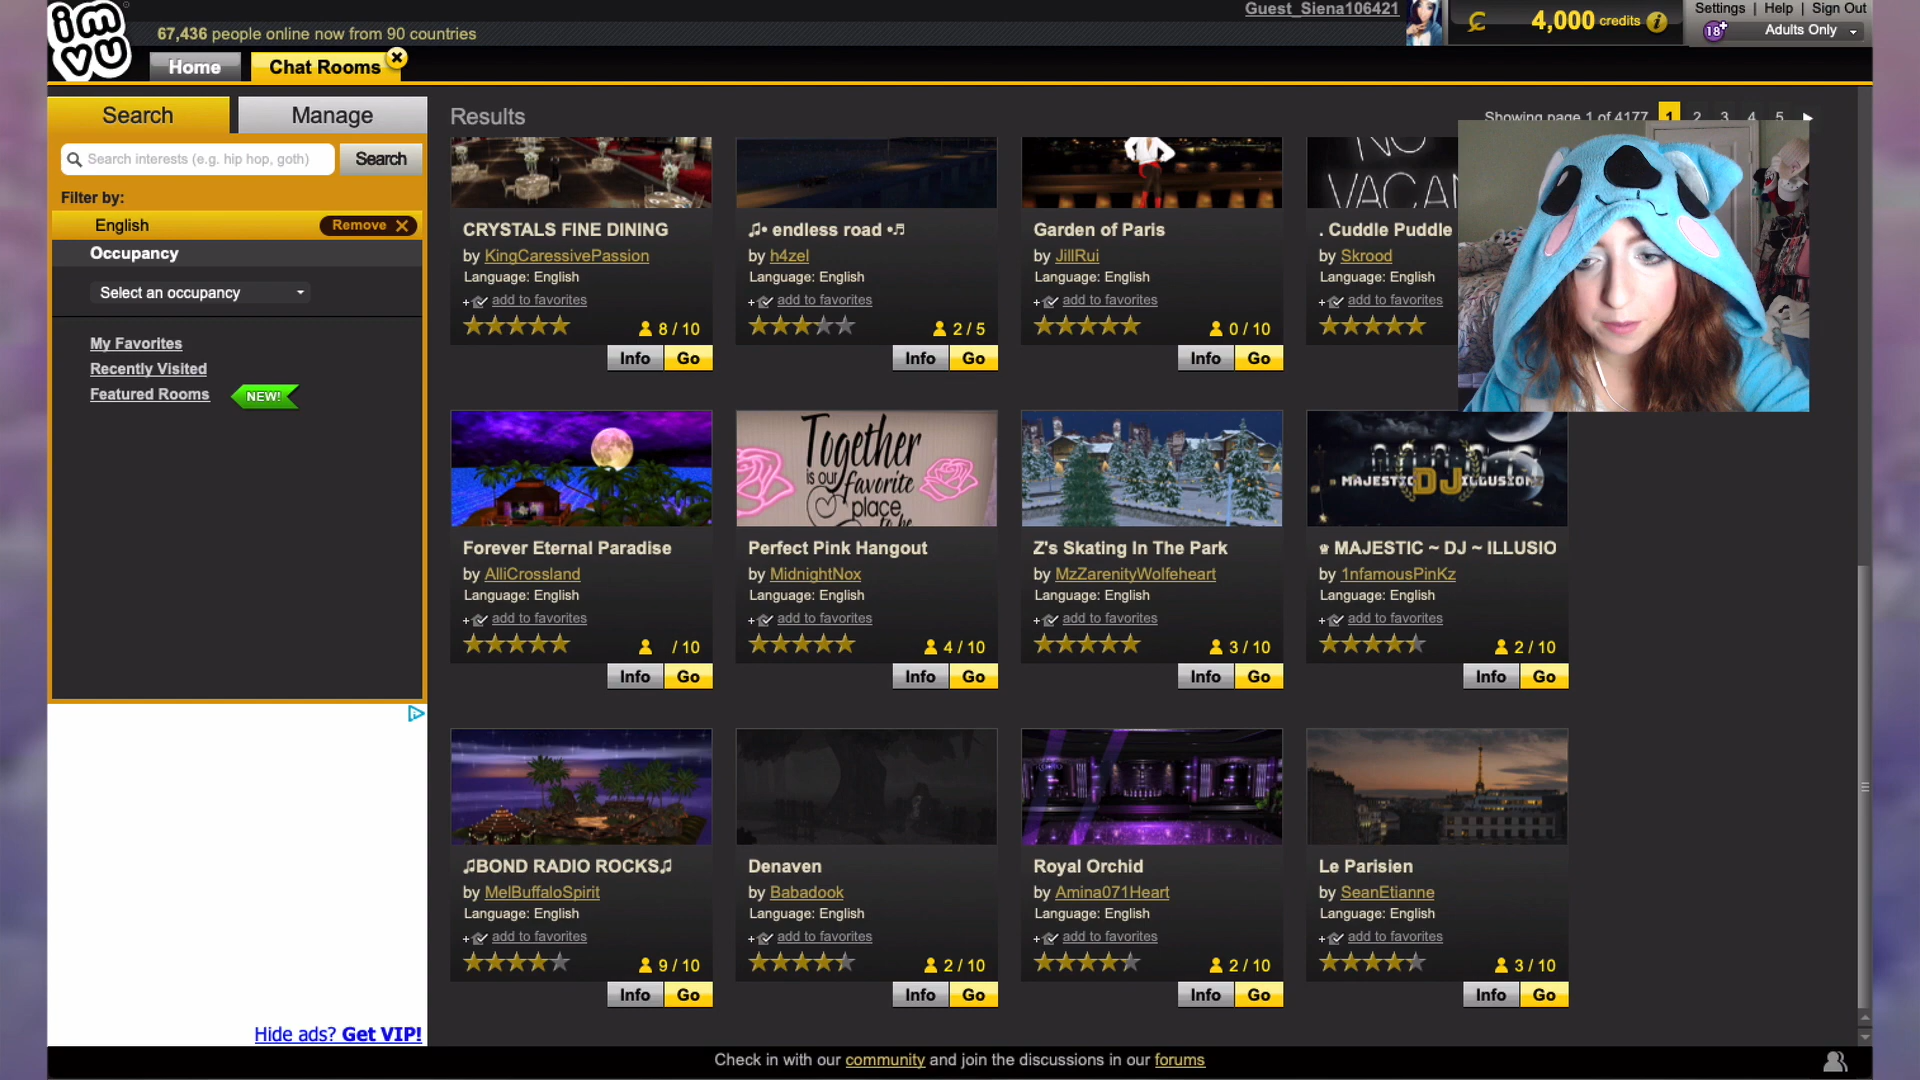 imvu
67,436 people online now from 90 countries
Guest_Siena106421
4,000 credits
Settings | Help | Sign Out
18+ Adults Only
Home
Chat Rooms
Search
Manage
Search interests (e.g. hip hop, goth)
Search
Filter by:
English
Remove
Occupancy
Select an occupancy
My Favorites
Recently Visited
Featured Rooms
NEW!
Hide ads? Get VIP!
Results
Showing page 1 of 4177 1 2 3 4 5
CRYSTALS FINE DINING
by KingCaressivePassion
Language: English
add to favorites
8 / 10
Info Go
♫• endless road •♬
by h4zel
Language: English
add to favorites
2 / 5
Info Go
Garden of Paris
by JillRui
Language: English
add to favorites
0 / 10
Info Go
NO
VACA
. Cuddle Puddle
by Skrood
Language: English
add to favorites
Forever Eternal Paradise
by AlliCrossland
Language: English
add to favorites
/ 10
Info Go
Together
is our favorite
place
to be
Perfect Pink Hangout
by MidnightNox
Language: English
add to favorites
4 / 10
Info Go
Z's Skating In The Park
by MzZarenityWolfeheart
Language: English
add to favorites
3 / 10
Info Go
MAJESTIC DJ ILLUSION
♛ MAJESTIC ~ DJ ~ ILLUSIO
by 1nfamousPinKz
Language: English
add to favorites
2 / 10
Info Go
♫BOND RADIO ROCKS♫
by MelBuffaloSpirit
Language: English
add to favorites
9 / 10
Info Go
Denaven
by Babadook
Language: English
add to favorites
2 / 10
Info Go
Royal Orchid
by Amina071Heart
Language: English
add to favorites
2 / 10
Info Go
Le Parisien
by SeanEtianne
Language: English
add to favorites
3 / 10
Info Go
Check in with our community and join the discussions in our forums